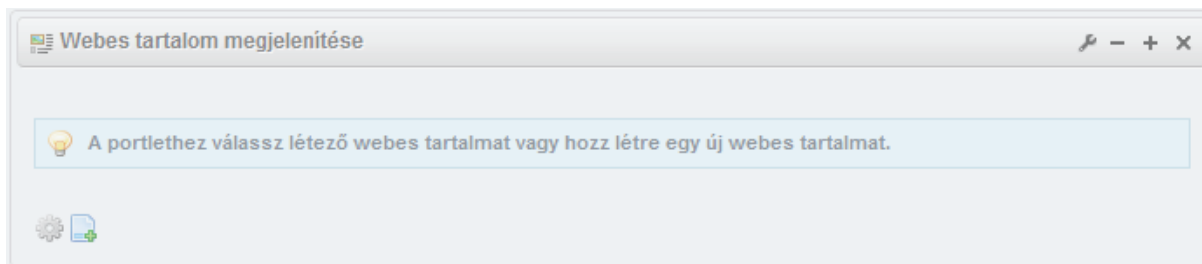 Webes tartalom megjelenítése
A portlethez válassz létező webes tartalmat vagy hozz létre egy új webes tartalmat.